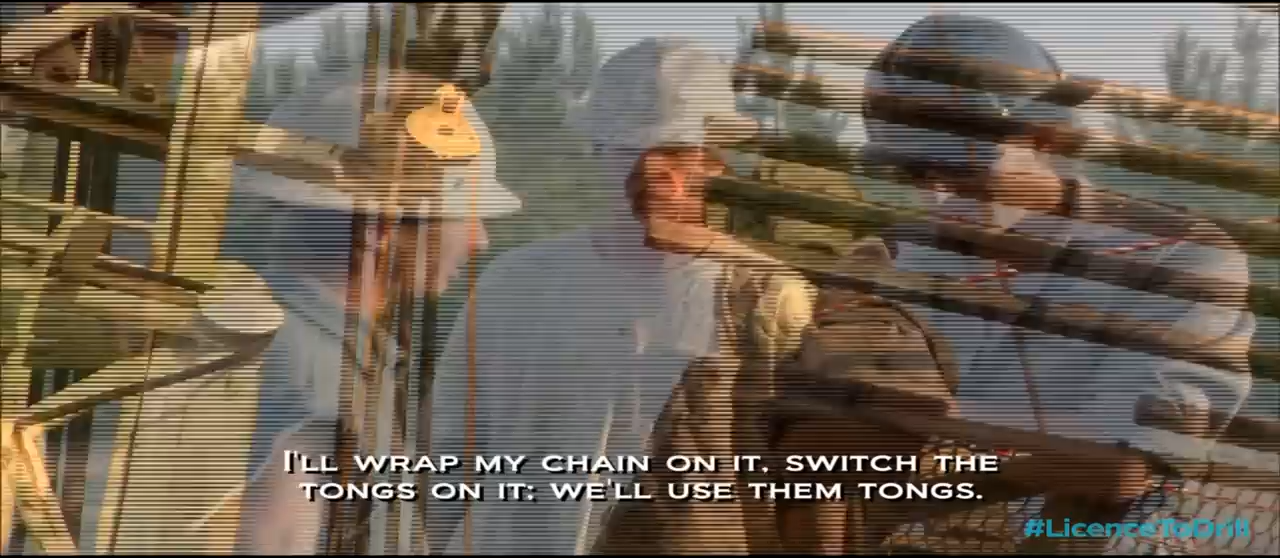 I'LL WRAP MY CHAIN ON IT, SWITCH THE
TONGS ON IT; WE'LL USE THEM TONGS.
#LicenceToDrill